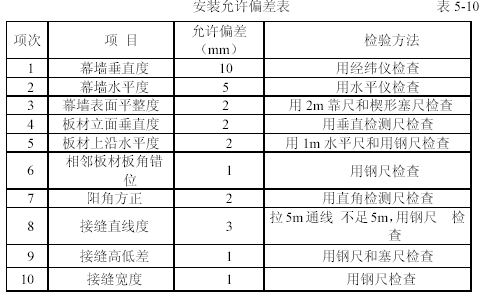 安装允许偏差表 表 5-10
项次 项 目 允许偏差（mm） 检验方法
1 幕墙垂直度 10 用经纬仪检查
2 幕墙水平度 5 用水平仪检查
3 幕墙表面平整度 2 用 2m 靠尺和楔形塞尺检查
4 板材立面垂直度 2 用垂直检测尺检查
5 板材上沿水平度 2 用 1m 水平尺和用钢尺检查
6 相邻板材板角错位 1 用钢尺检查
7 阳角方正 2 用直角检测尺检查
8 接缝直线度 3 拉 5m 通线 不足 5m，用钢尺 检查
9 接缝高低差 1 用钢尺和塞尺检查
10 接缝宽度 1 用钢尺检查